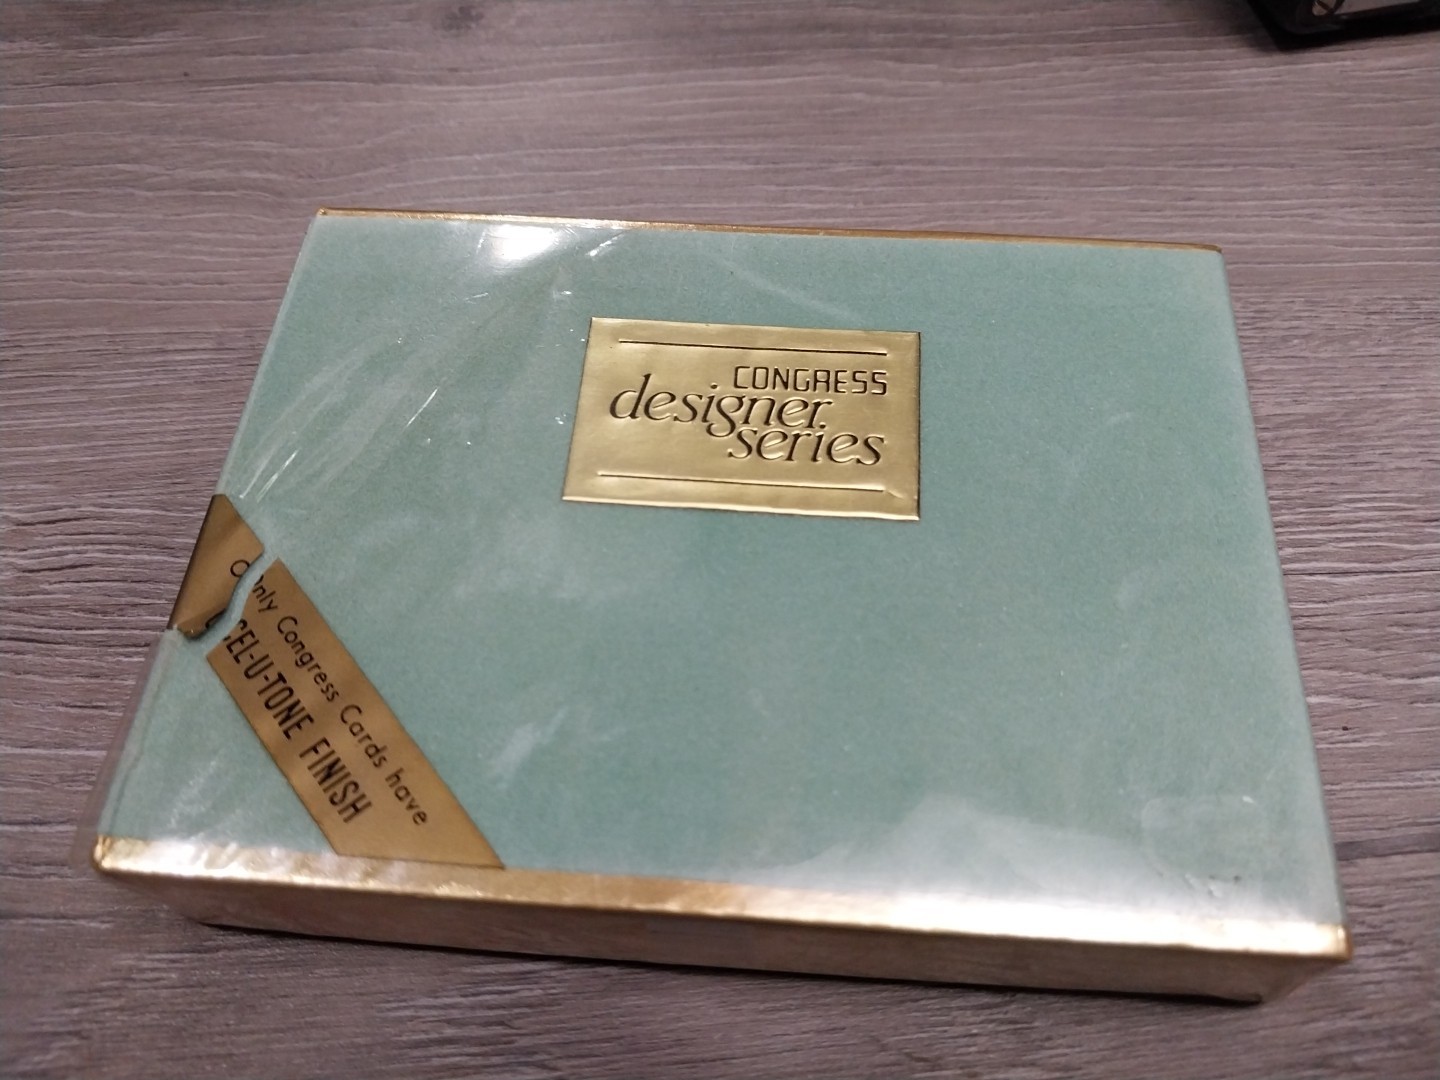 CONGRESS
designer
series
Only Congress Cards have
CEL-U-TONE FINISH